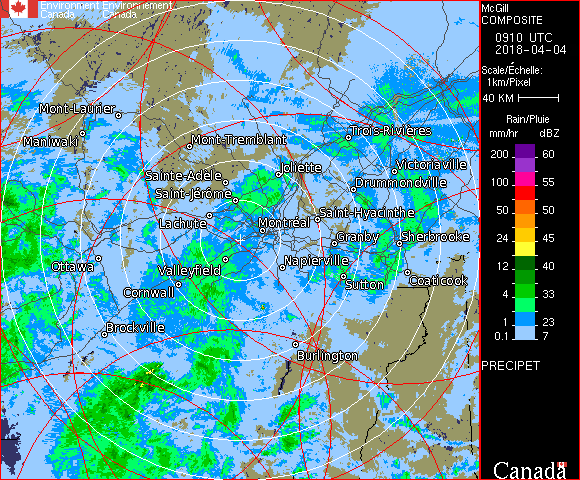 Environment Environnement
Canada Canada
McGill
COMPOSITE
0910 UTC
2018-04-04
Scale/Échelle:
1km/Pixel
40 KM
Rain/Pluie
mm/hr dBZ
200 60
100 55
50 50
24 45
12 40
4 33
1 23
0.1 7
PRECIPET
Canada
Mont-Laurier
Maniwaki
Mont-Tremblant
Trois-Rivières
Sainte-Adèle
Joliette
Victoriaville
Saint-Jérôme
Drummondville
Lachute
Montréal
Saint-Hyacinthe
Granby
Sherbrooke
Ottawa
Valleyfield
Napierville
Cornwall
Sutton
Coaticook
Brockville
Burlington